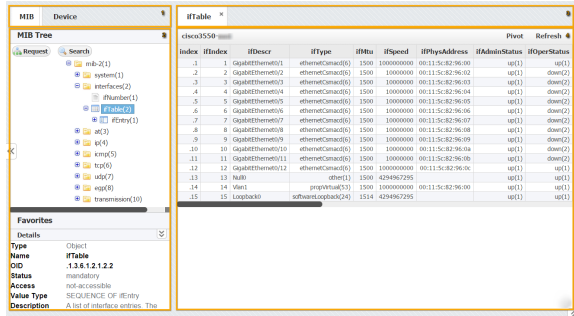 MIB Device
MIB Tree
Request Search
mib-2(1)
system(1)
interfaces(2)
ifNumber(1)
ifTable(2)
ifEntry(1)
at(3)
ip(4)
icmp(5)
tcp(6)
udp(7)
egp(8)
transmission(10)
Favorites
Details
Type Object
Name ifTable
OID .1.3.6.1.2.1.2.2
Status mandatory
Access not-accessible
Value Type SEQUENCE OF ifEntry
Description A list of interface entries. The
ifTable ×
cisco3550- Pivot Refresh
index ifIndex ifDescr ifType ifMtu ifSpeed ifPhysAddress ifAdminStatus ifOperStatus
.1 1 GigabitEthernet0/1 ethernetCsmacd(6) 1500 1000000000 00:11:5c:82:96:00 up(1) up(1)
.2 2 GigabitEthernet0/2 ethernetCsmacd(6) 1500 10000000 00:11:5c:82:96:02 up(1) down(2)
.3 3 GigabitEthernet0/3 ethernetCsmacd(6) 1500 10000000 00:11:5c:82:96:03 up(1) down(2)
.4 4 GigabitEthernet0/4 ethernetCsmacd(6) 1500 10000000 00:11:5c:82:96:04 up(1) down(2)
.5 5 GigabitEthernet0/5 ethernetCsmacd(6) 1500 10000000 00:11:5c:82:96:05 up(1) down(2)
.6 6 GigabitEthernet0/6 ethernetCsmacd(6) 1500 10000000 00:11:5c:82:96:06 up(1) down(2)
.7 7 GigabitEthernet0/7 ethernetCsmacd(6) 1500 10000000 00:11:5c:82:96:07 up(1) down(2)
.8 8 GigabitEthernet0/8 ethernetCsmacd(6) 1500 10000000 00:11:5c:82:96:08 up(1) down(2)
.9 9 GigabitEthernet0/9 ethernetCsmacd(6) 1500 10000000 00:11:5c:82:96:09 up(1) down(2)
.10 10 GigabitEthernet0/10 ethernetCsmacd(6) 1500 10000000 00:11:5c:82:96:0a up(1) down(2)
.11 11 GigabitEthernet0/11 ethernetCsmacd(6) 1500 10000000 00:11:5c:82:96:0b up(1) down(2)
.12 12 GigabitEthernet0/12 ethernetCsmacd(6) 1500 1000000000 00:11:5c:82:96:0c up(1) up(1)
.13 13 Null0 other(1) 1500 4294967295 up(1) up(1)
.14 14 Vlan1 propVirtual(53) 1500 1000000000 00:11:5c:82:96:00 up(1) up(1)
.15 15 Loopback0 softwareLoopback(24) 1514 4294967295 up(1) up(1)